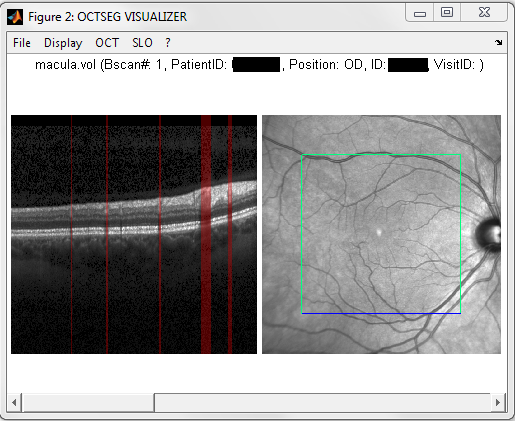 Figure 2: OCTSEG VISUALIZER
File Display OCT SLO ?
macula.vol (Bscan#: 1, PatientID: , Position: OD, ID: , VisitID: )